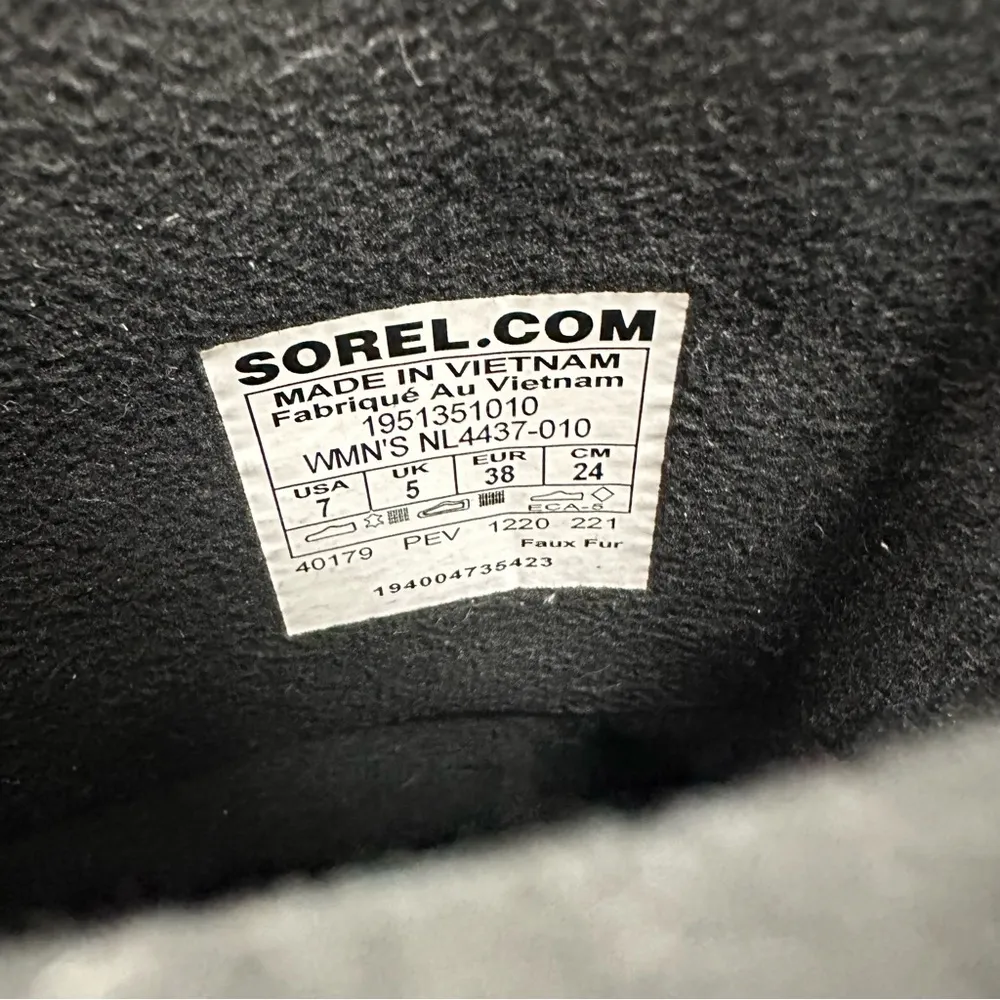 SOREL.COM
MADE IN VIETNAM
Fabriqué Au Vietnam
1951351010
WMN'S NL4437-010
USA UK EUR CM
7 5 38 24
ECA-5
40179 PEV 1220 221
Faux Fur
194004735423